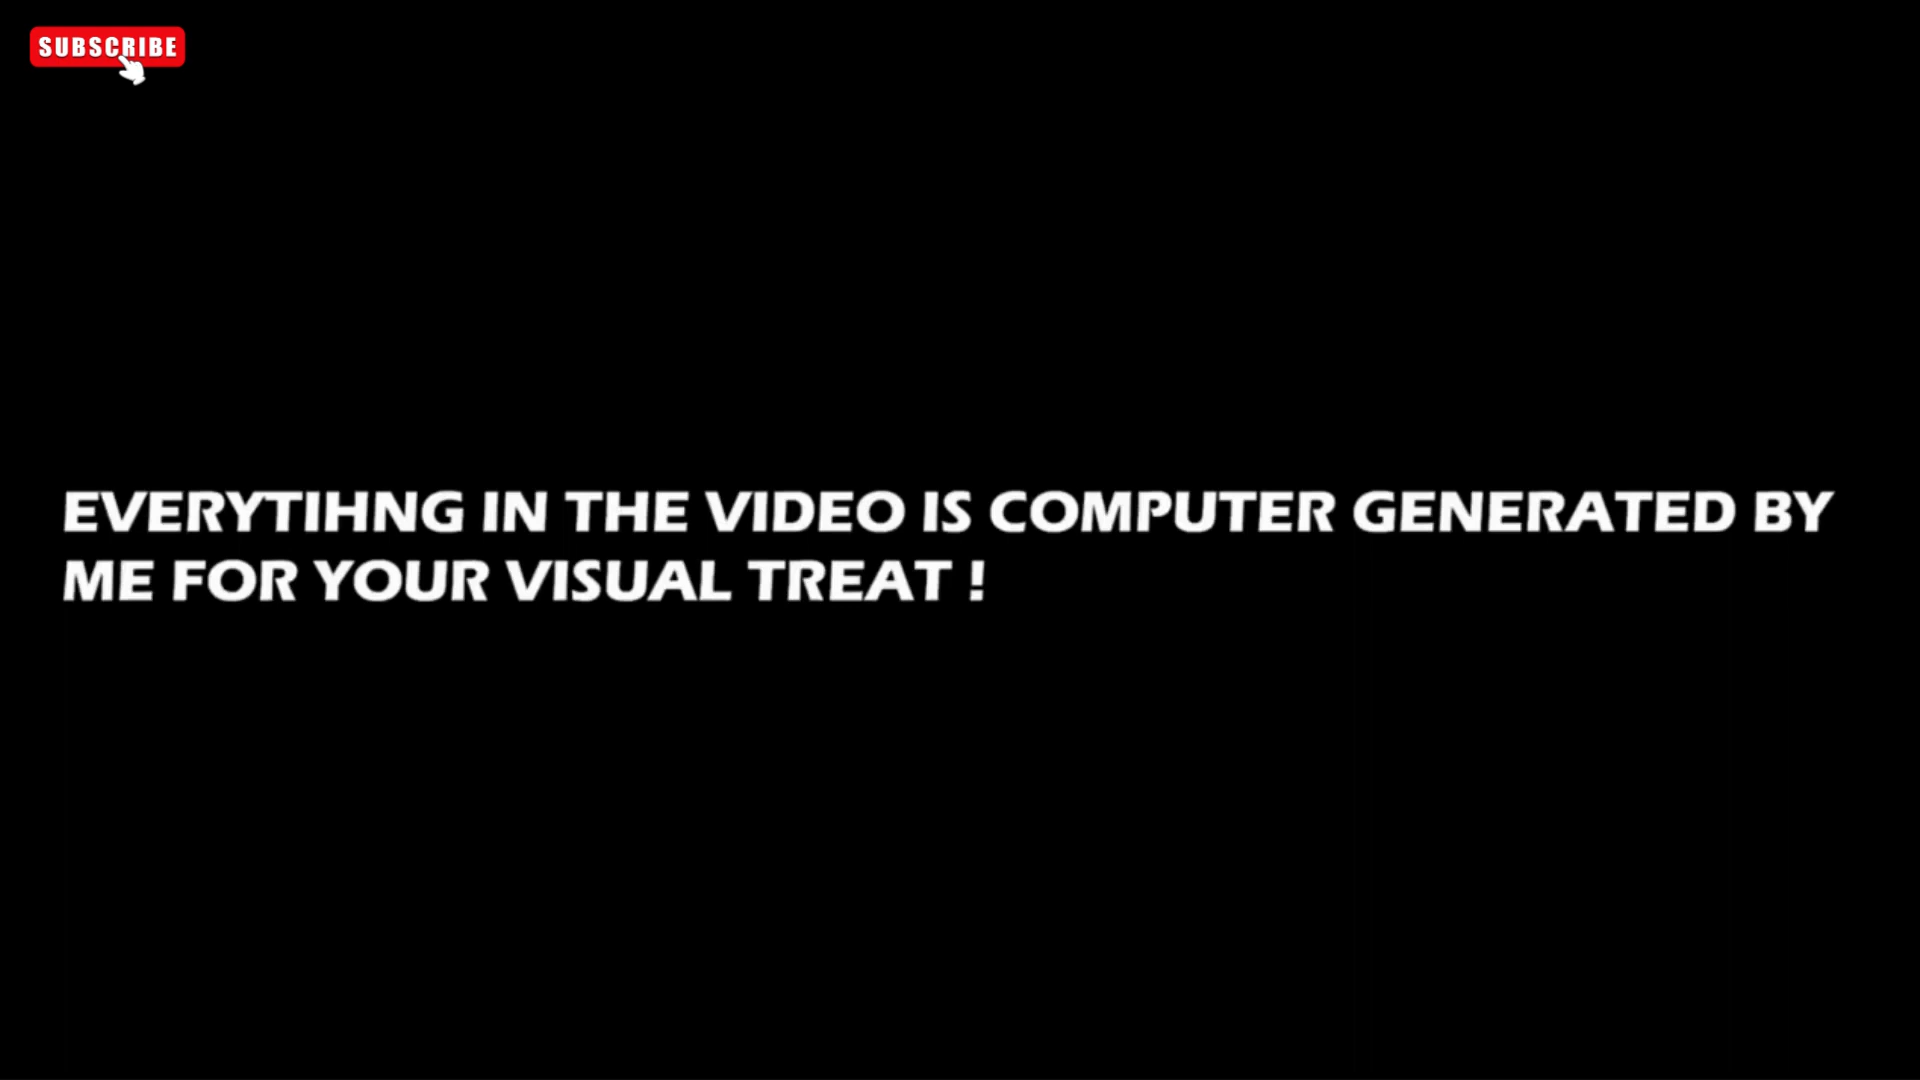 SUBSCRIBE
EVERYTIHNG IN THE VIDEO IS COMPUTER GENERATED BY
ME FOR YOUR VISUAL TREAT !